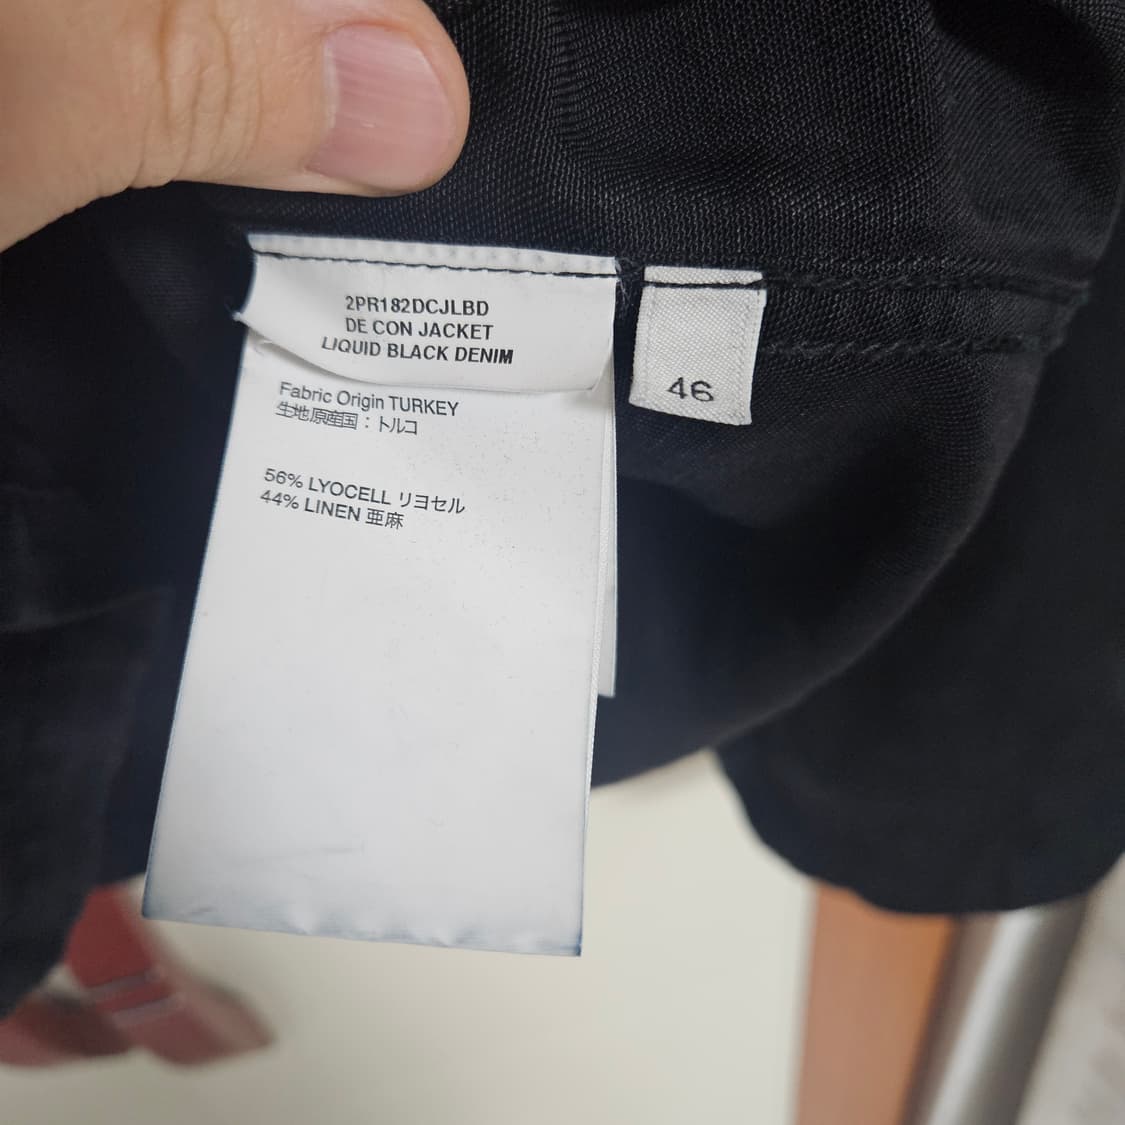 2PR182DCJLBD
DE CON JACKET
LIQUID BLACK DENIM
Fabric Origin TURKEY
生地原産国：トルコ
56% LYOCELL リヨセル
44% LINEN 亜麻
46